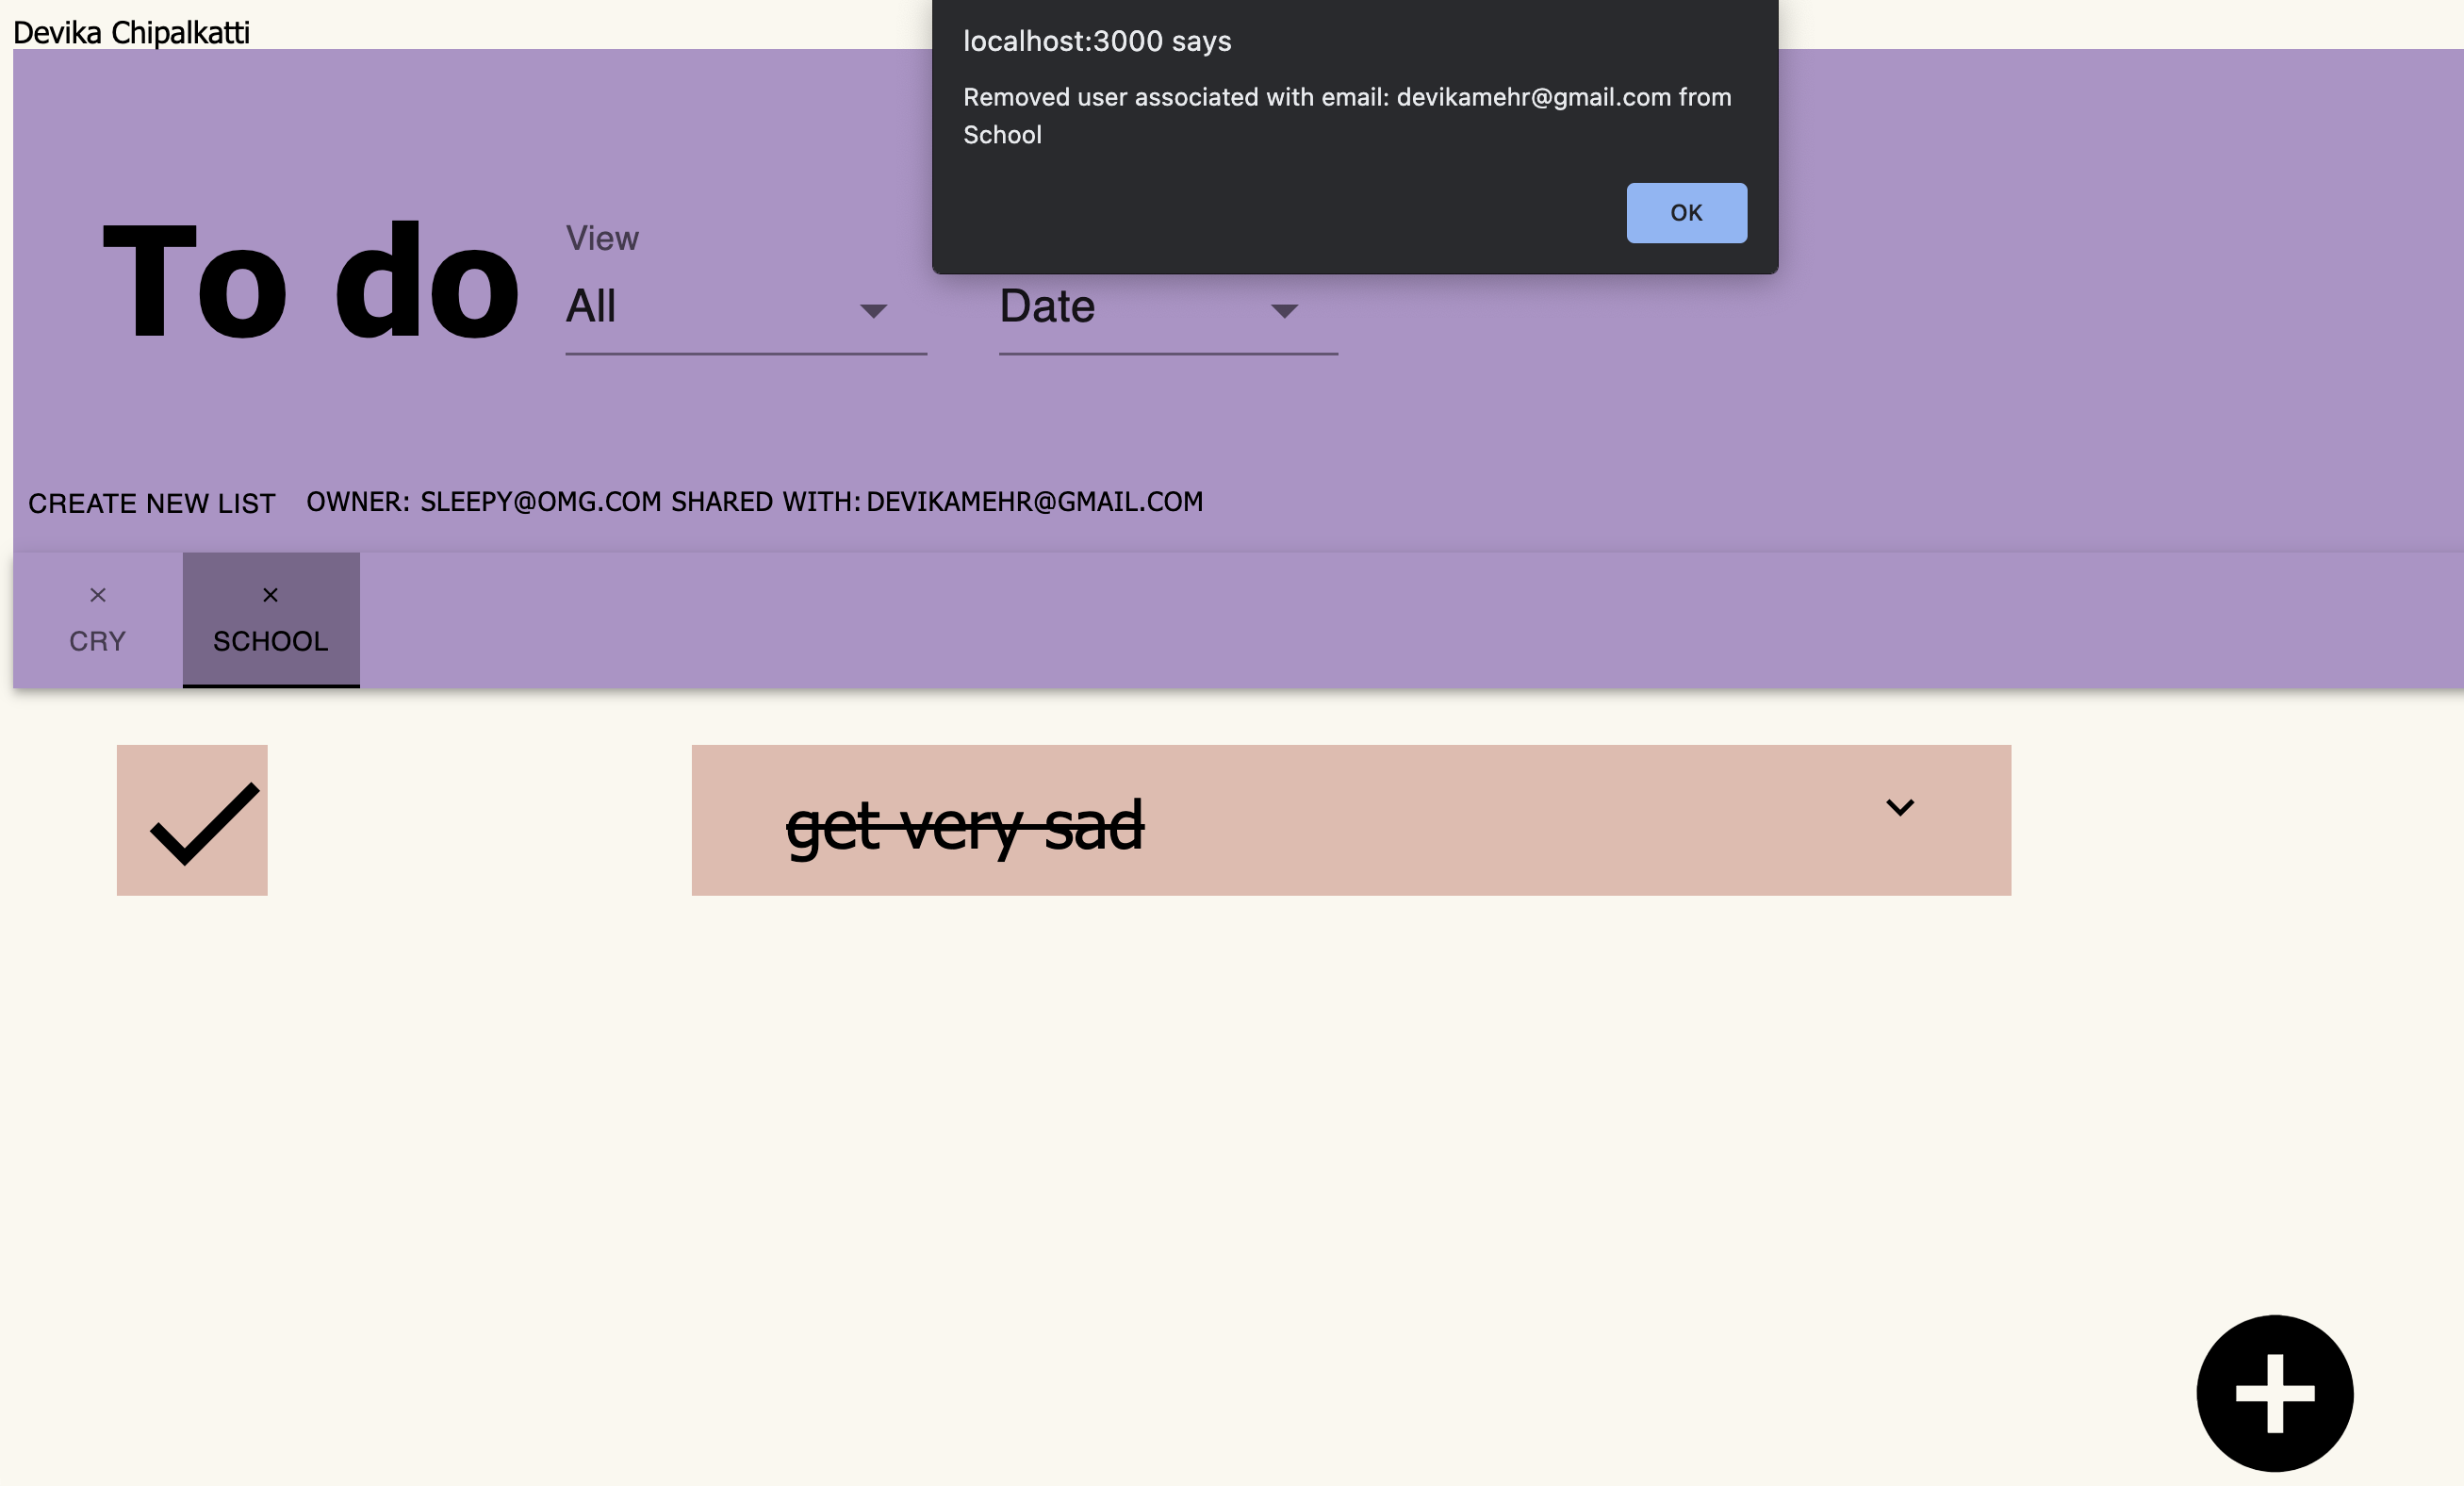 Devika Chipalkatti
localhost:3000 says
Removed user associated with email: devikamehr@gmail.com from
School
OK
To do
View
All
Date
CREATE NEW LIST
OWNER: SLEEPY@OMG.COM SHARED WITH: DEVIKAMEHR@GMAIL.COM
× ×
CRY SCHOOL
get very sad